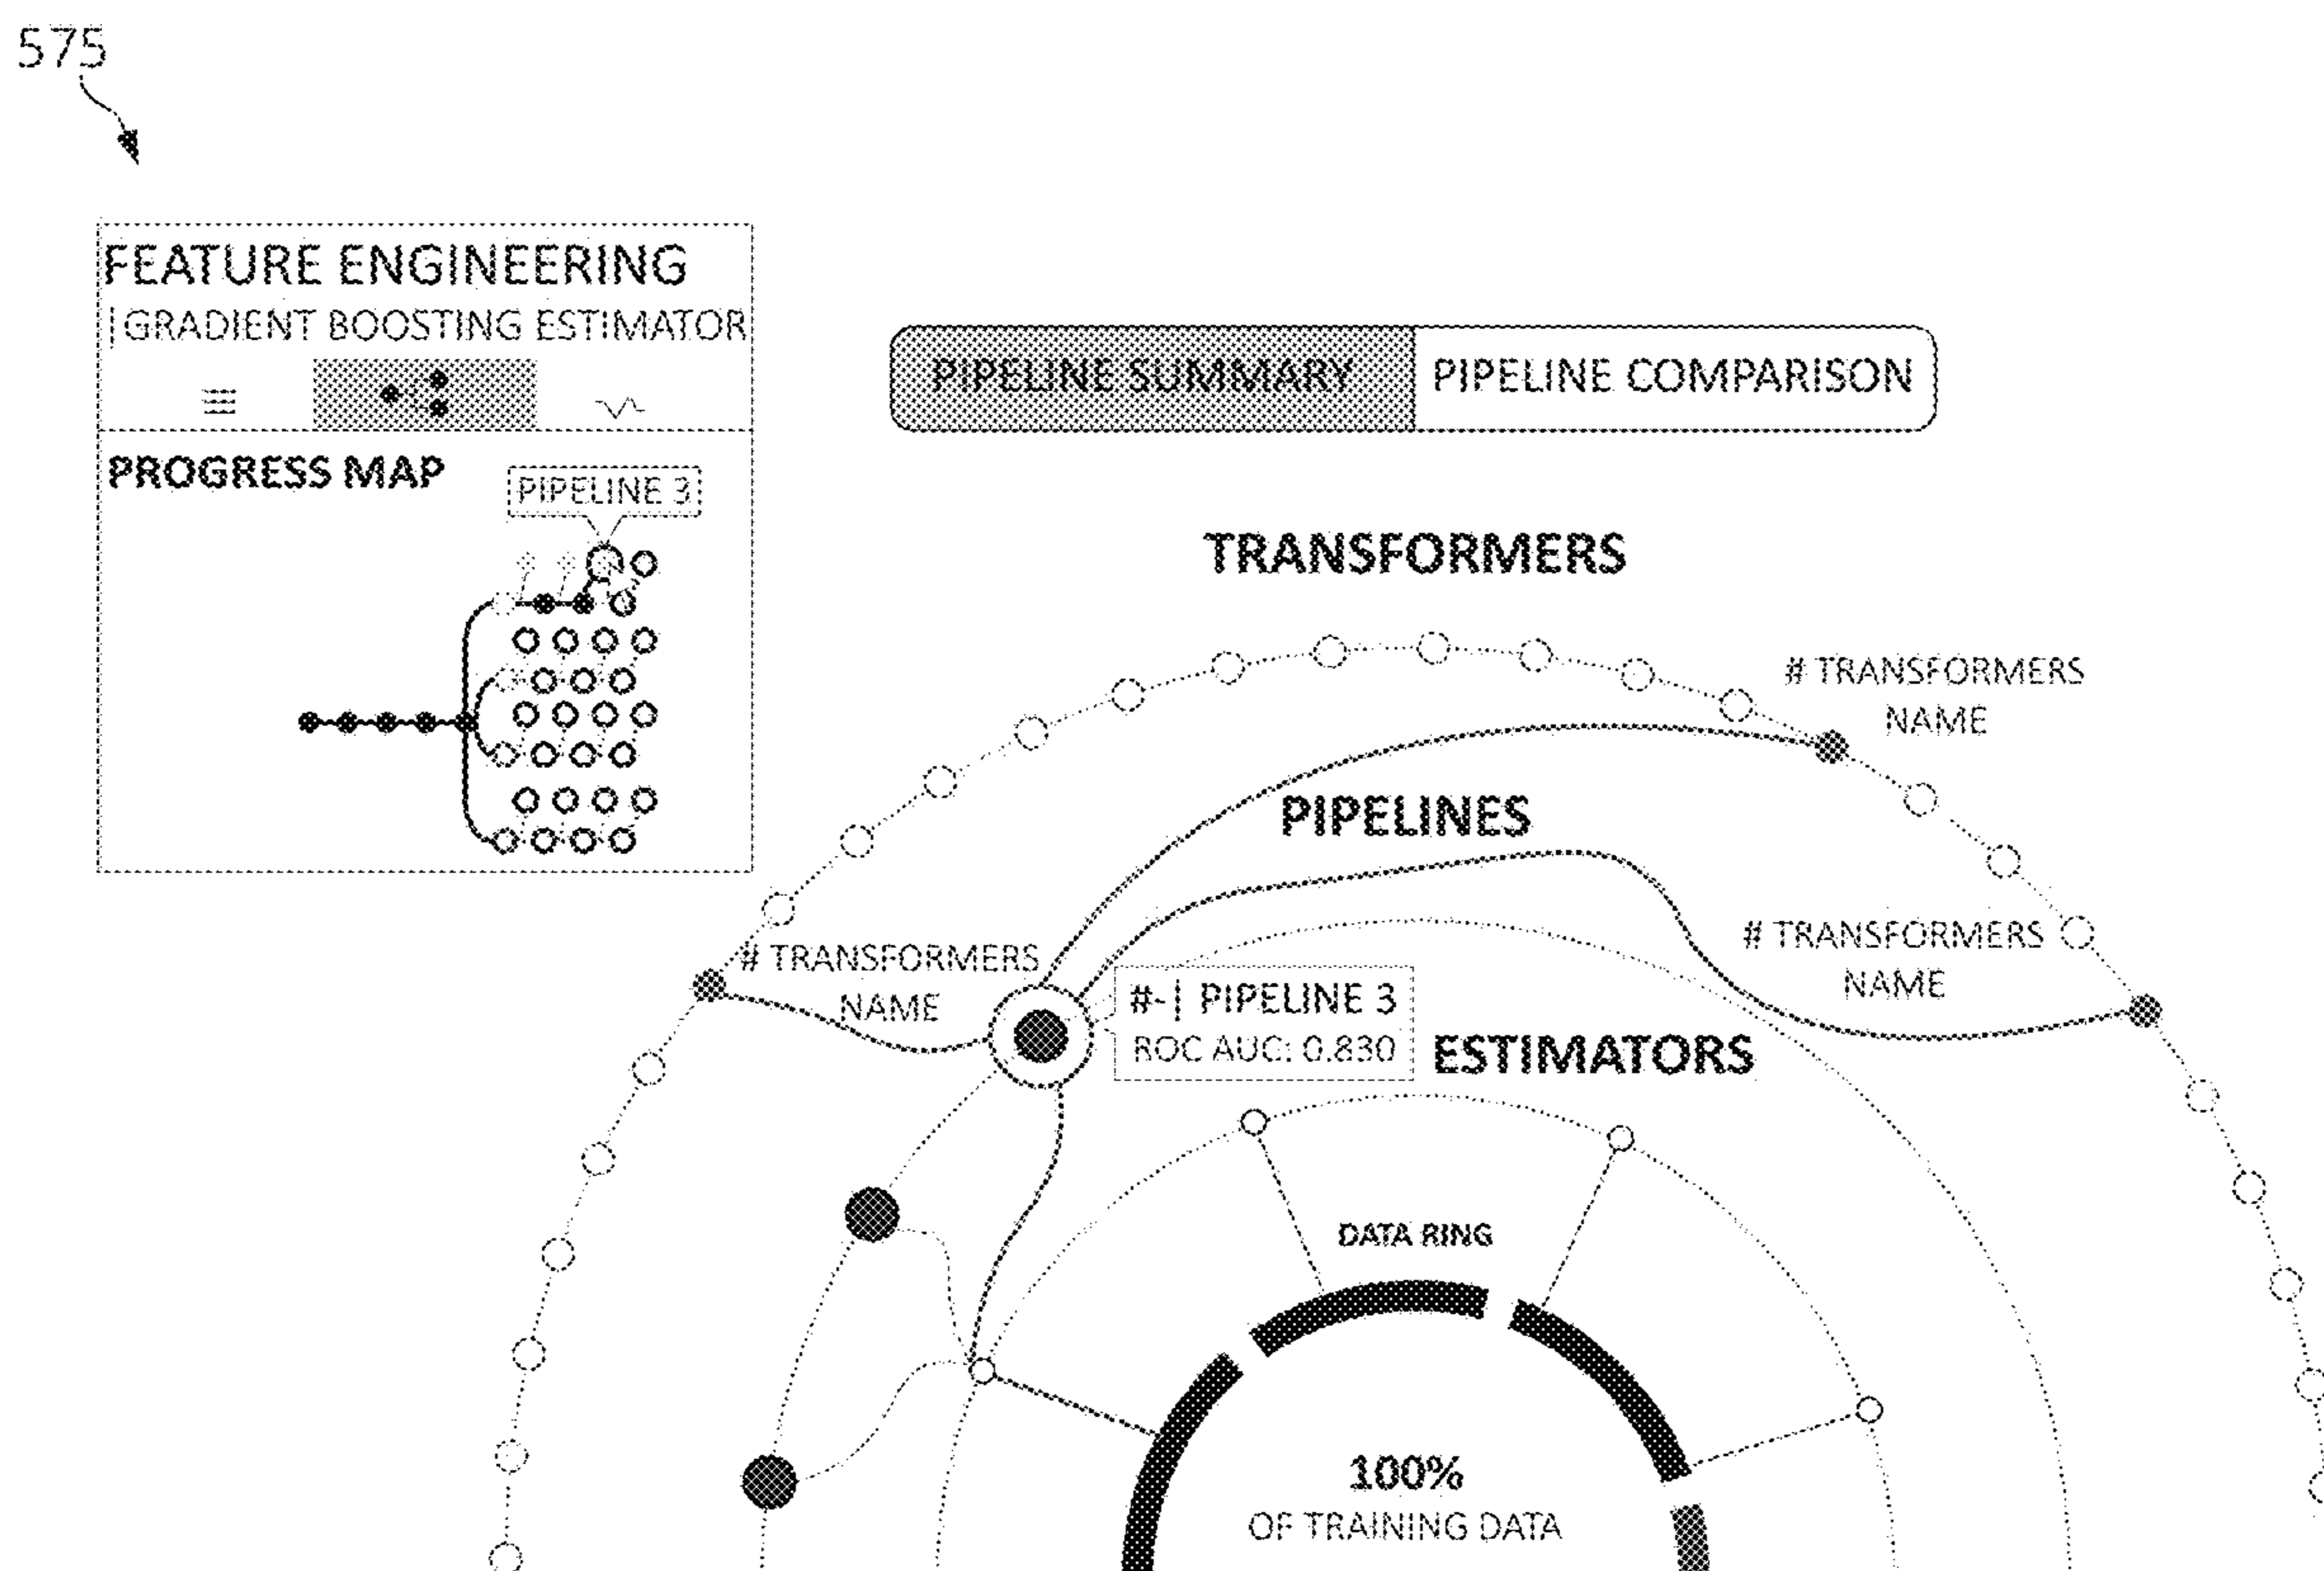 575
FEATURE ENGINEERING
|GRADIENT BOOSTING ESTIMATOR
PIPELINE SUMMARY
PIPELINE COMPARISON
PROGRESS MAP
PIPELINE 3
TRANSFORMERS
# TRANSFORMERS
NAME
PIPELINES
# TRANSFORMERS
NAME
# TRANSFORMERS
NAME
#-| PIPELINE 3
ROC AUC: 0.830
ESTIMATORS
DATA RING
100%
OF TRAINING DATA